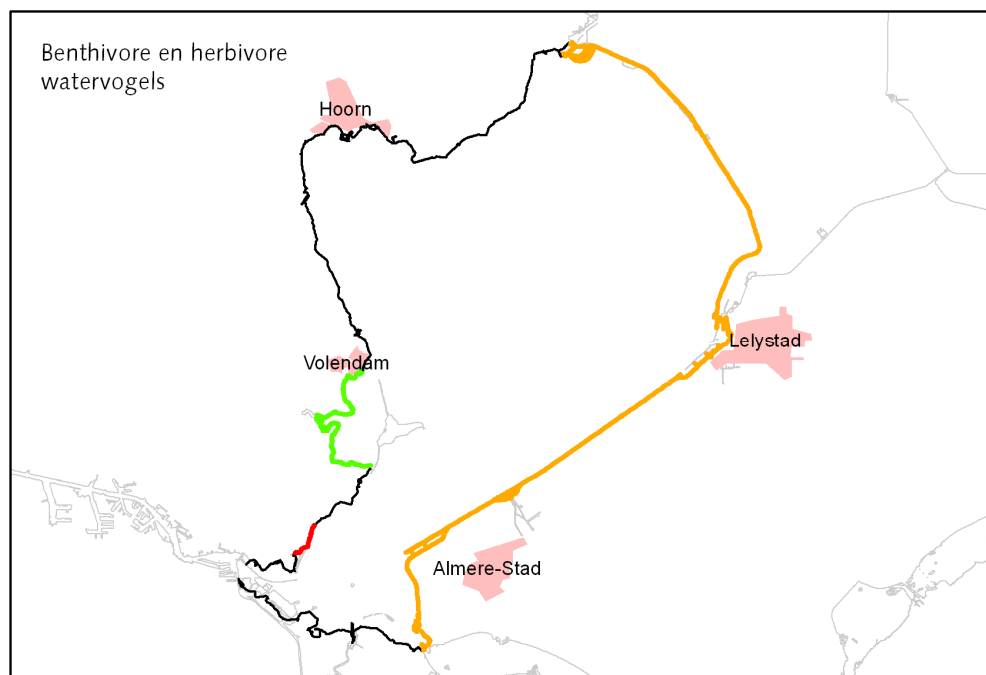 Benthivore en herbivore
watervogels
Hoorn
Volendam
Lelystad
Almere-Stad